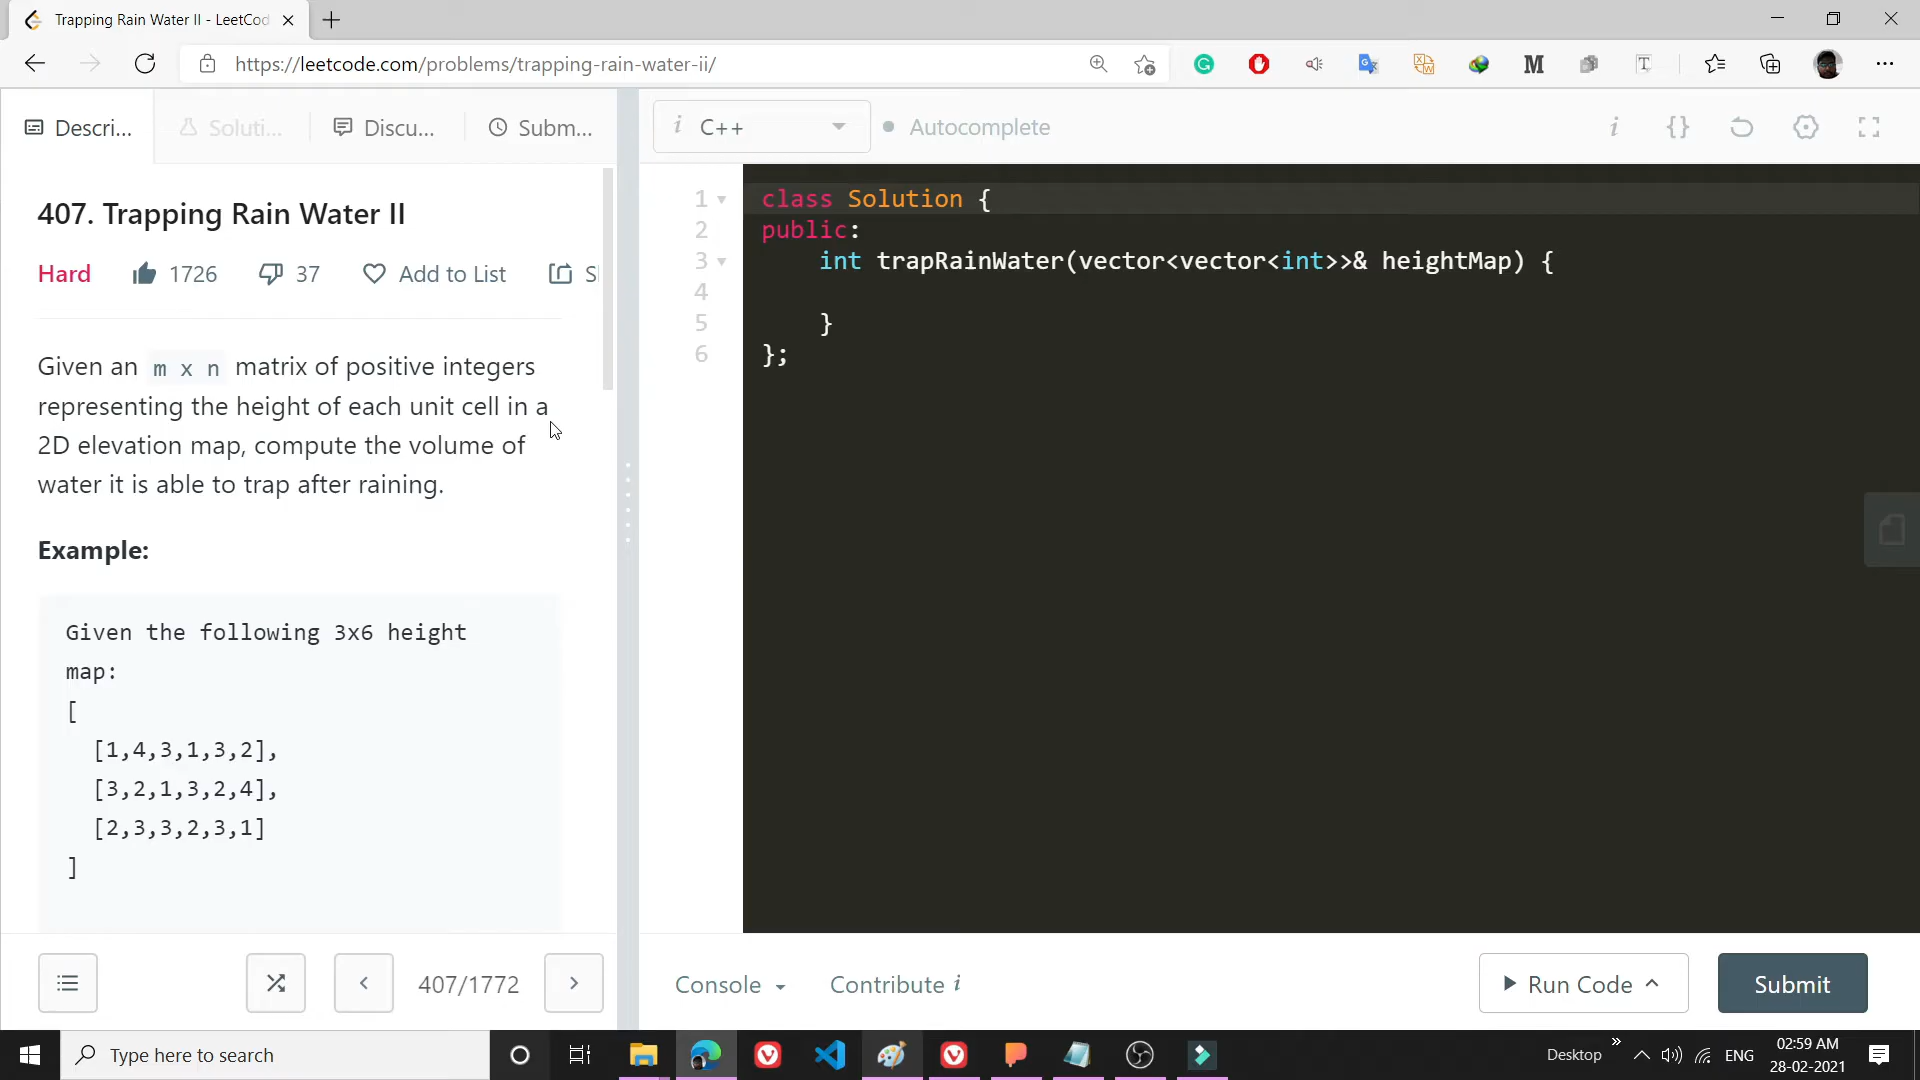 Trapping Rain Water II - LeetCod
https://leetcode.com/problems/trapping-rain-water-ii/
Descri...
Soluti...
Discu...
Subm...
i C++
Autocomplete
i {}
407. Trapping Rain Water II
Hard
1726
37
Add to List
Given an m x n matrix of positive integers
representing the height of each unit cell in a
2D elevation map, compute the volume of
water it is able to trap after raining.
Example:
Given the following 3x6 height
map:
[
[1,4,3,1,3,2],
[3,2,1,3,2,4],
[2,3,3,2,3,1]
]
1 class Solution {
2 public:
3 int trapRainWater(vector<vector<int>>& heightMap) {
4
5 }
6 };
407/1772
Console
Contribute i
Run Code
Submit
Type here to search
Desktop
ENG
02:59 AM
28-02-2021